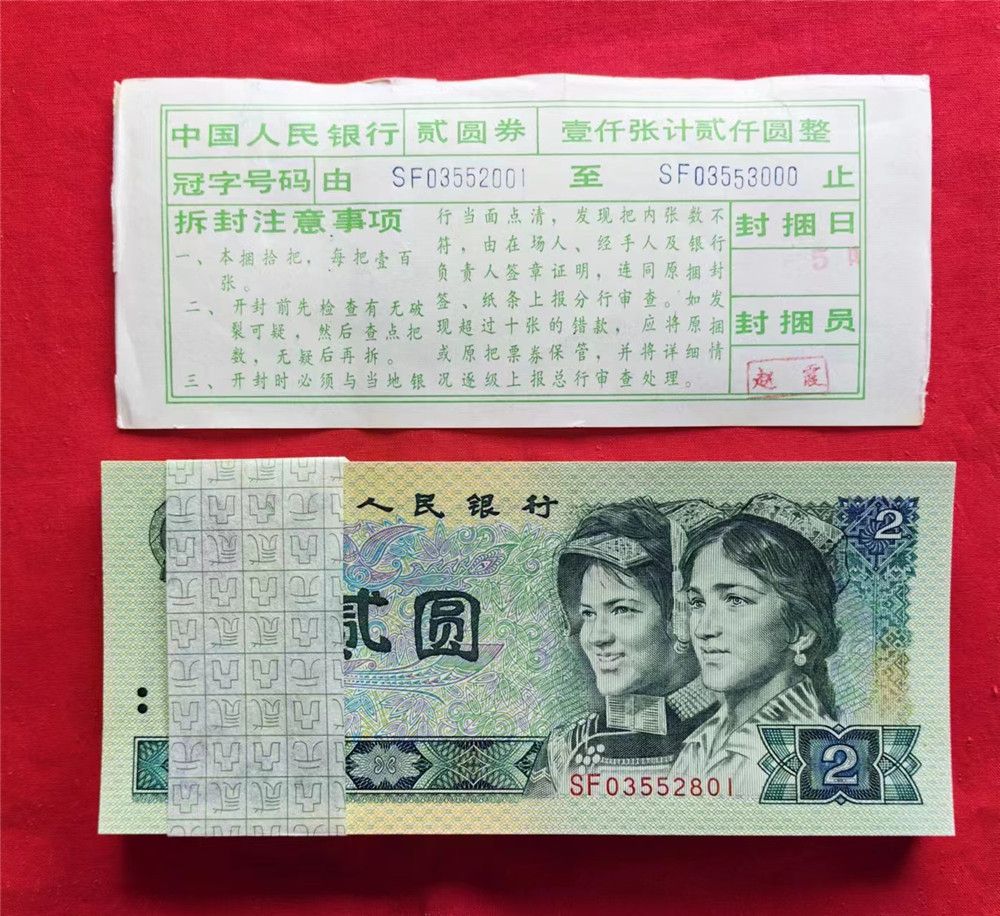 中国人民银行 贰圆券 壹仟张计贰仟圆整
冠字号码 由 SF03552001 至 SF03553000 止
拆封注意事项
一、本捆拾把，每把壹百
张。
二、开封前先检查有无破
裂可疑，然后查点把
数，无疑后再拆。
三、开封时必须与当地银
行当面点清，发现把内张数不
符，由在场人、经手人及银行
负责人签章证明，连同原捆封
签、纸条上报分行审查。如发
现超过十张的错款，应将原捆
或原把票券保管，并将详细情
况逐级上报总行审查处理。
封捆日
5
封捆员
赵霞
人民银行
2
贰圆
SF03552801
2